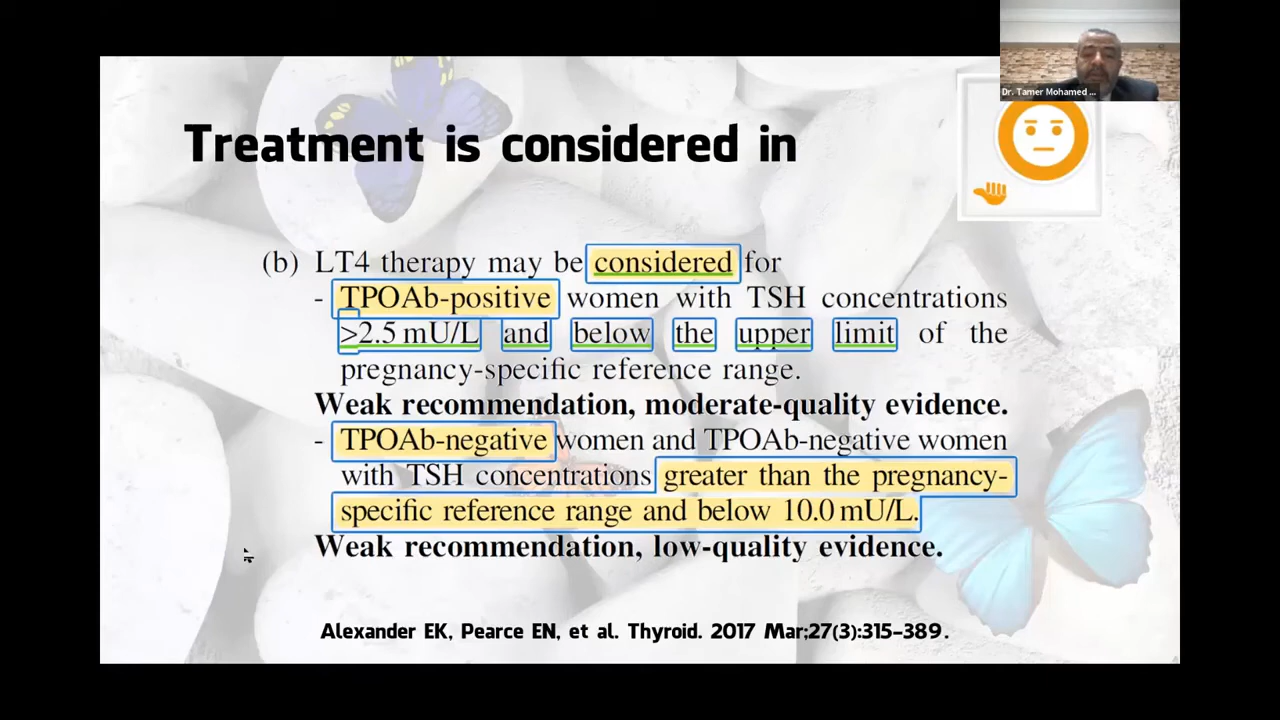 Dr. Tamer Mohamed ...
Treatment is considered in
(b) LT4 therapy may be considered for
- TPOAb-positive women with TSH concentrations
>2.5 mU/L and below the upper limit of the
pregnancy-specific reference range.
Weak recommendation, moderate-quality evidence.
- TPOAb-negative women and TPOAb-negative women
with TSH concentrations greater than the pregnancy-
specific reference range and below 10.0 mU/L.
Weak recommendation, low-quality evidence.
Alexander EK, Pearce EN, et al. Thyroid. 2017 Mar;27(3):315-389.